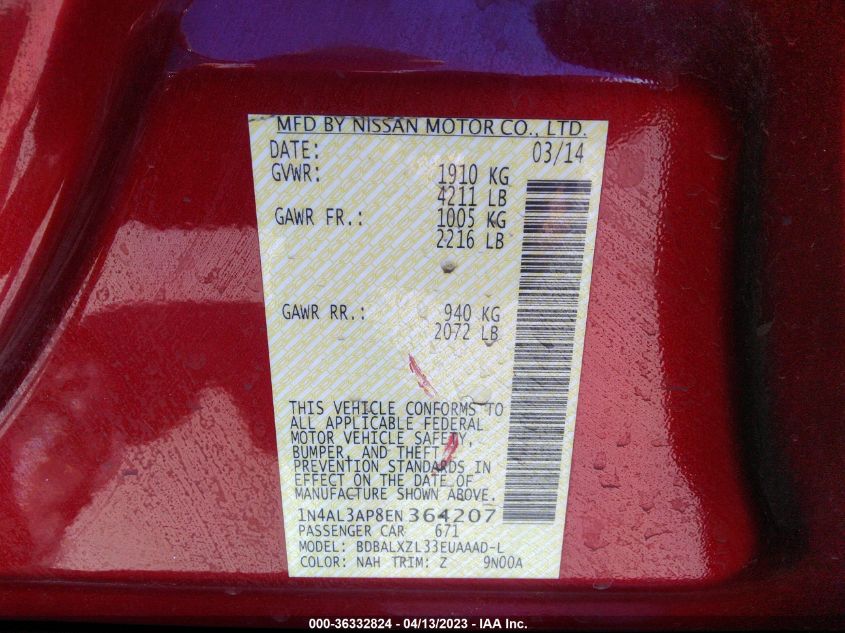 MFD BY NISSAN MOTOR CO., LTD.
DATE: 03/14
GVWR: 1910 KG
4211 LB
GAWR FR.: 1005 KG
2216 LB
GAWR RR.: 940 KG
2072 LB
THIS VEHICLE CONFORMS TO
ALL APPLICABLE FEDERAL
MOTOR VEHICLE SAFETY,
BUMPER, AND THEFT
PREVENTION STANDARDS IN
EFFECT ON THE DATE OF
MANUFACTURE SHOWN ABOVE.
1N4AL3AP8EN364207
PASSENGER CAR 671
MODEL: BDBALXZL33EUAAAD-L
COLOR: NAH TRIM: Z 9N00A
000-36332824 - 04/13/2023 - IAA Inc.